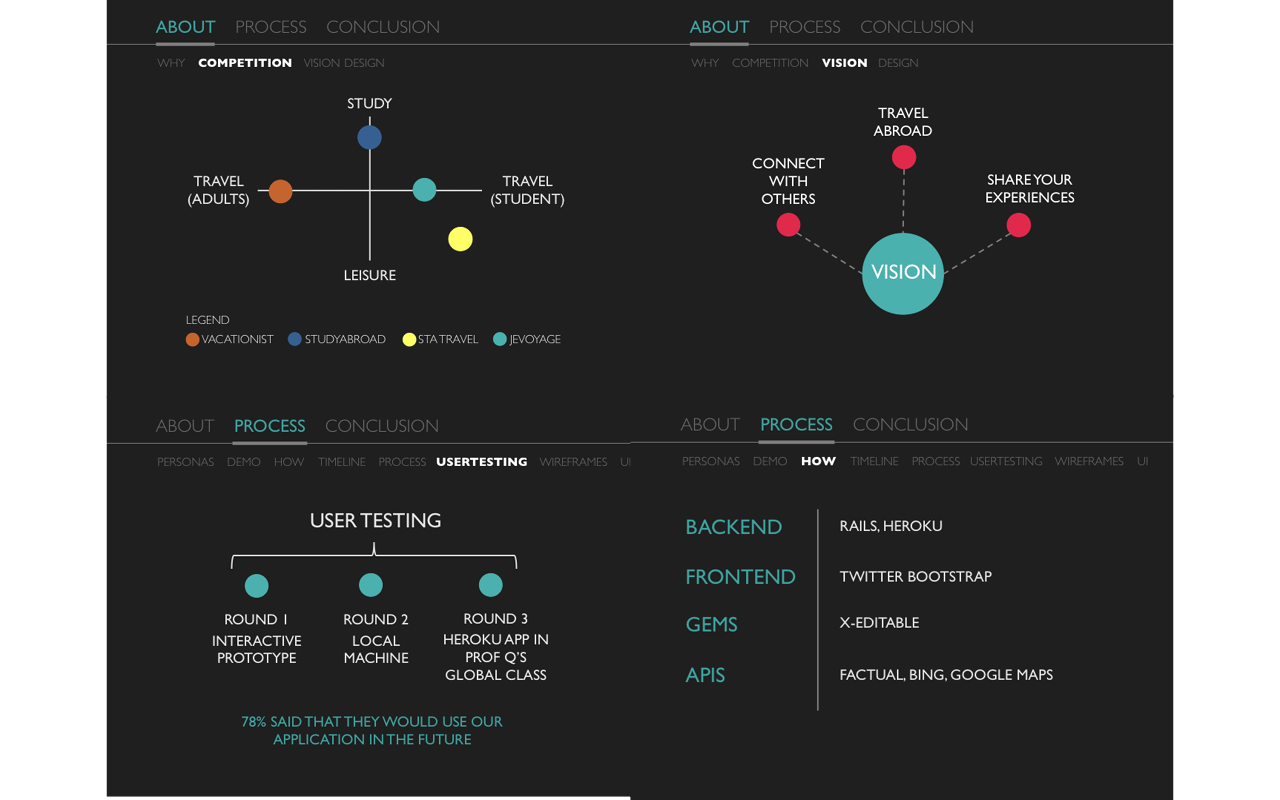 ABOUT PROCESS CONCLUSION
WHY COMPETITION VISION DESIGN
STUDY
TRAVEL
(ADULTS)
TRAVEL
(STUDENT)
LEISURE
LEGEND
VACATIONIST STUDYABROAD STA TRAVEL JEVOYAGE
ABOUT PROCESS CONCLUSION
WHY COMPETITION VISION DESIGN
TRAVEL
ABROAD
CONNECT
WITH
OTHERS
SHARE YOUR
EXPERIENCES
VISION
ABOUT PROCESS CONCLUSION
PERSONAS DEMO HOW TIMELINE PROCESS USERTESTING WIREFRAMES UI
USER TESTING
ROUND 1
INTERACTIVE
PROTOTYPE
ROUND 2
LOCAL
MACHINE
ROUND 3
HEROKU APP IN
PROF Q'S
GLOBAL CLASS
78% SAID THAT THEY WOULD USE OUR
APPLICATION IN THE FUTURE
ABOUT PROCESS CONCLUSION
PERSONAS DEMO HOW TIMELINE PROCESS USERTESTING WIREFRAMES UI
BACKEND RAILS, HEROKU
FRONTEND TWITTER BOOTSTRAP
GEMS X-EDITABLE
APIS FACTUAL, BING, GOOGLE MAPS